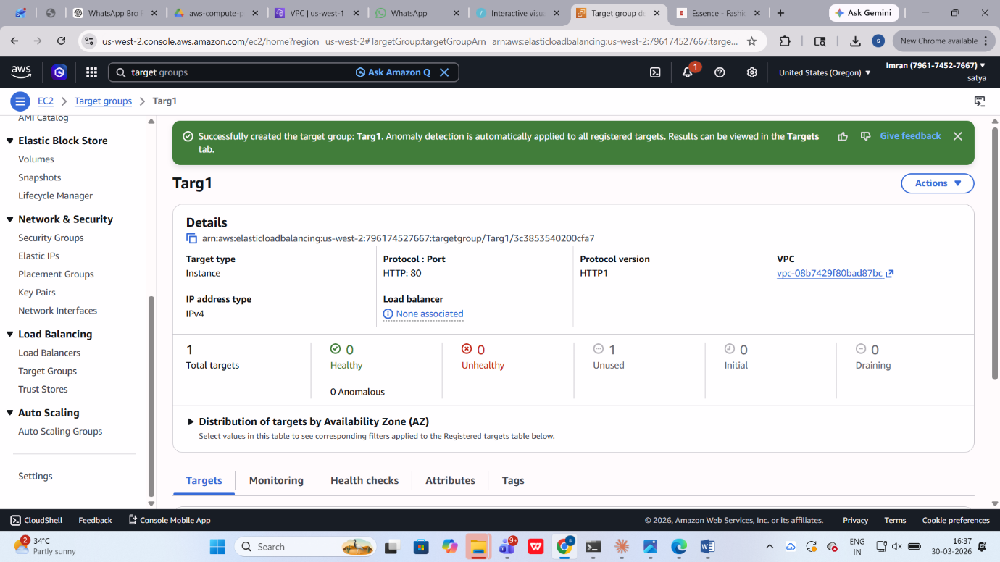 WhatsApp Bro F
aws-compute-p
VPC | us-west-1
WhatsApp
Interactive visu
Target group de
Essence - Fashi
Ask Gemini
us-west-2.console.aws.amazon.com/ec2/home?region=us-west-2#TargetGroup:targetGroupArn=arn:aws:elasticloadbalancing:us-west-2:796174527667:targe...
S
New Chrome available
aws
target groups
Ask Amazon Q
1
United States (Oregon)
Imran (7961-7452-7667)
satya
EC2
Target groups
Targ1
AMI Catalog
Elastic Block Store
Volumes
Snapshots
Lifecycle Manager
Network & Security
Security Groups
Elastic IPs
Placement Groups
Key Pairs
Network Interfaces
Load Balancing
Load Balancers
Target Groups
Trust Stores
Auto Scaling
Auto Scaling Groups
Settings
Successfully created the target group: Targ1. Anomaly detection is automatically applied to all registered targets. Results can be viewed in the Targets
tab.
Give feedback
Targ1
Actions
Details
arn:aws:elasticloadbalancing:us-west-2:796174527667:targetgroup/Targ1/3c3853540200cfa7
Target type
Instance
Protocol : Port
HTTP: 80
Protocol version
HTTP1
VPC
vpc-08b7429f80bad87bc
IP address type
IPv4
Load balancer
None associated
1
Total targets
0
Healthy
0 Anomalous
0
Unhealthy
1
Unused
0
Initial
0
Draining
Distribution of targets by Availability Zone (AZ)
Select values in this table to see corresponding filters applied to the Registered targets table below.
Targets
Monitoring
Health checks
Attributes
Tags
CloudShell
Feedback
Console Mobile App
© 2026, Amazon Web Services, Inc. or its affiliates.
Privacy
Terms
Cookie preferences
2
34°C
Partly sunny
Search
9+
S
ENG
IN
16:37
30-03-2026